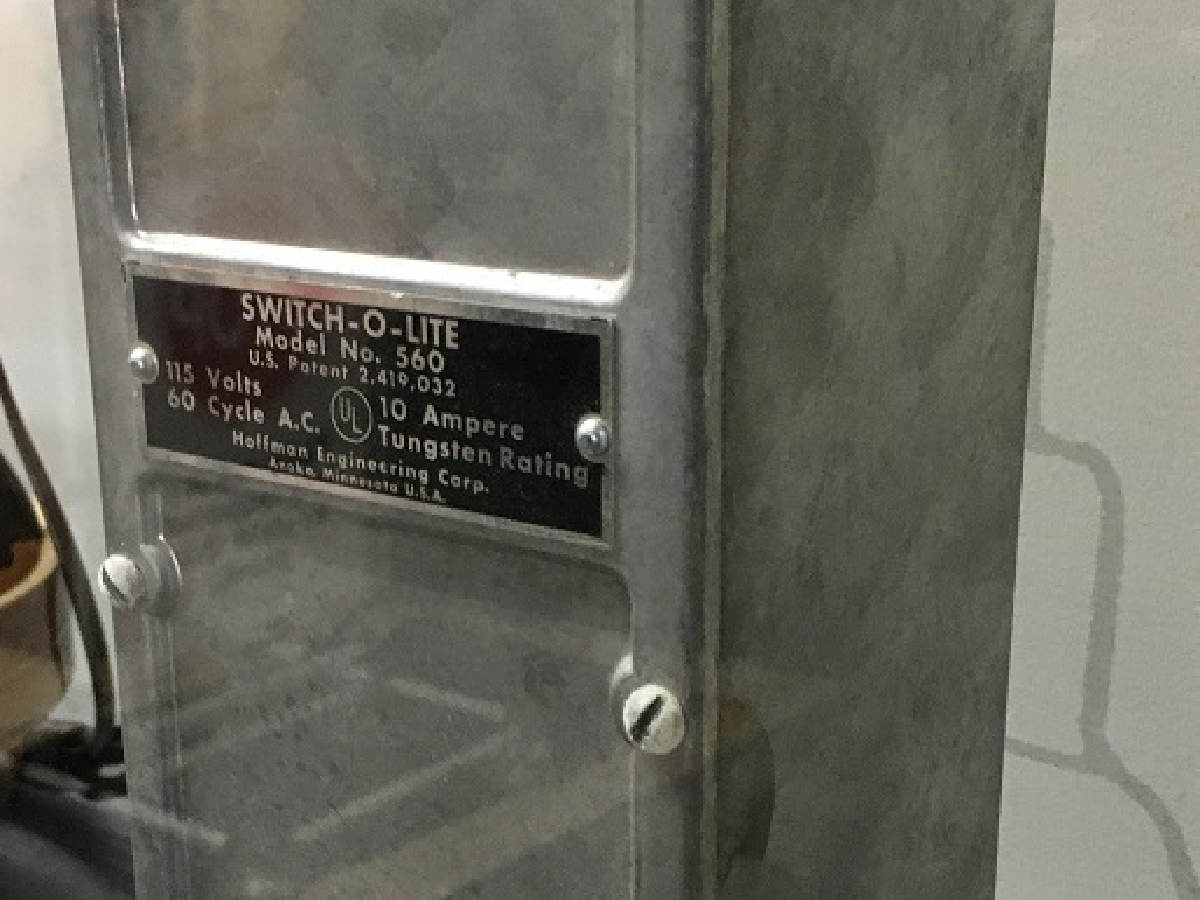 SWITCH-O-LITE
Model No. 560
U.S. Patent 2,419,032
115 Volts
60 Cycle A.C.
UL
10 Ampere
Tungsten Rating
Hoffman Engineering Corp.
Anoka, Minnesota U.S.A.